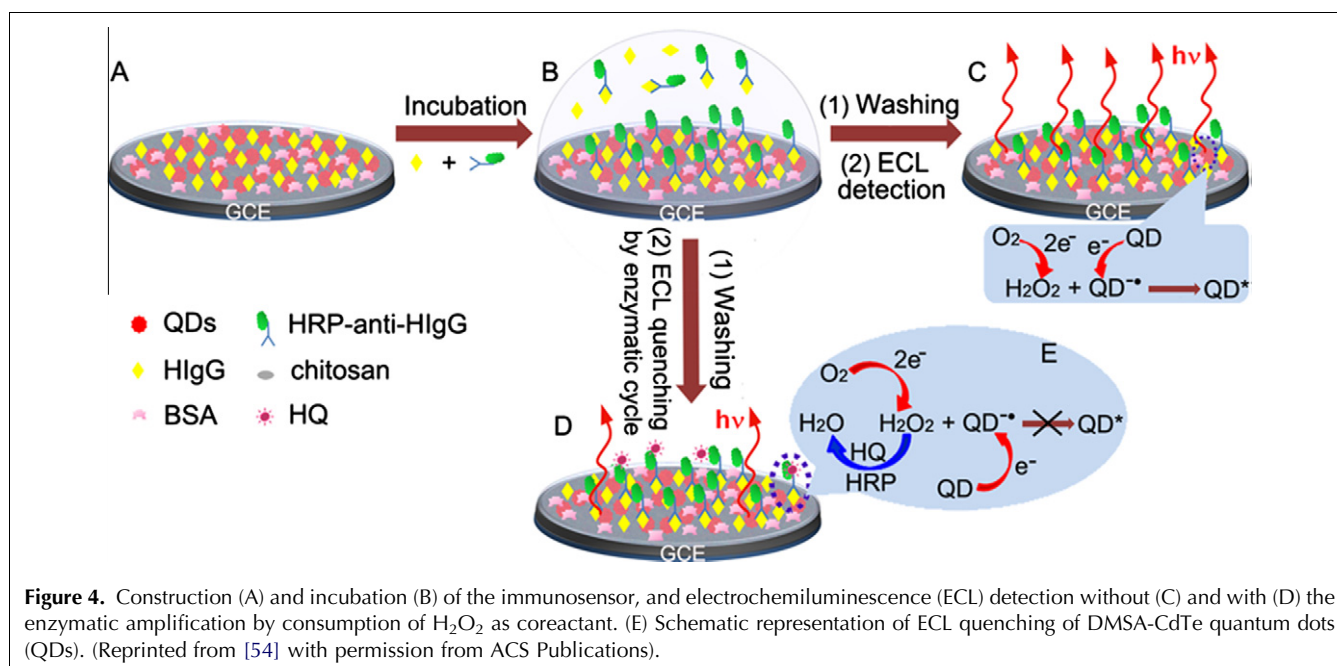 A
B
C
hν
Incubation
+
(1) Washing
(2) ECL
detection
GCE
GCE
GCE
O₂ 2e⁻ e⁻ QD
H₂O₂ + QD⁻• QD*
(1) Washing
(2) ECL quenching
by enzymatic cycle
QDs
HRP-anti-HIgG
HIgG
chitosan
BSA
HQ
D
hν
GCE
E
O₂ 2e⁻
H₂O H₂O₂ + QD⁻• QD*
HQ
HRP
QD e⁻
Figure 4. Construction (A) and incubation (B) of the immunosensor, and electrochemiluminescence (ECL) detection without (C) and with (D) the
enzymatic amplification by consumption of H₂O₂ as coreactant. (E) Schematic representation of ECL quenching of DMSA-CdTe quantum dots
(QDs). (Reprinted from [54] with permission from ACS Publications).